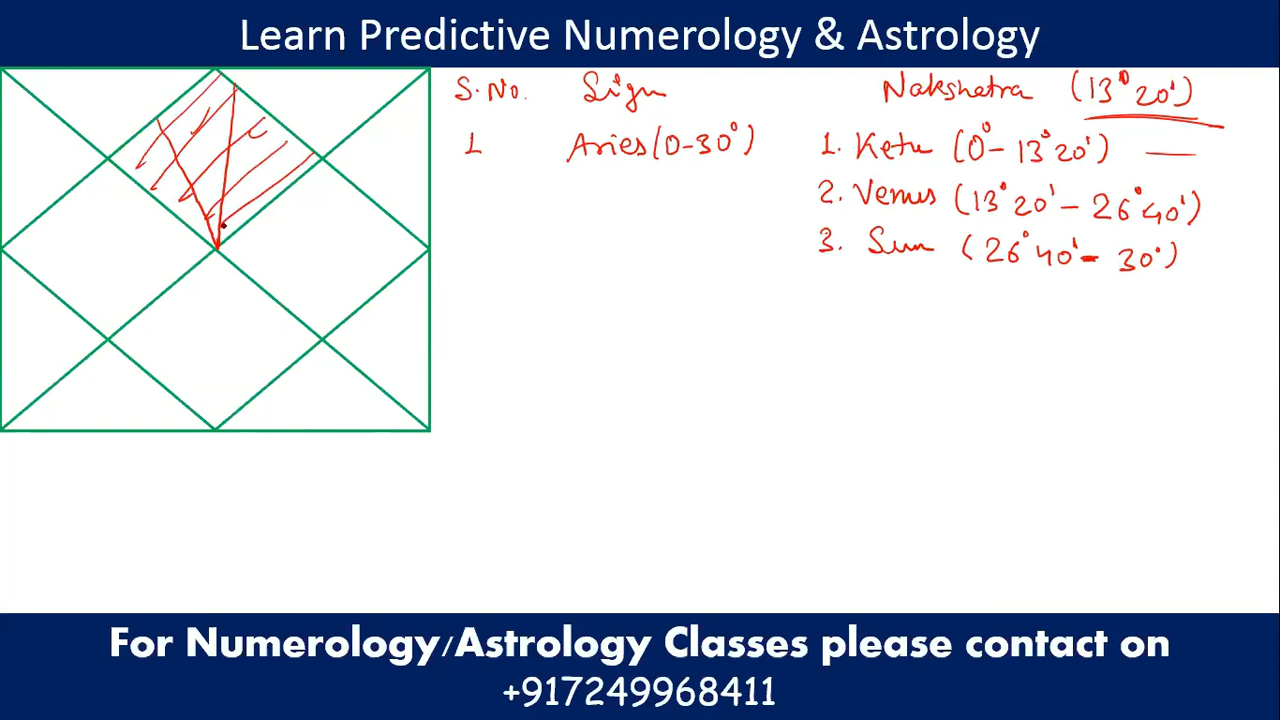 Learn Predictive Numerology & Astrology
S.No. Sign Nakshatra (13°20')
1 Aries (0-30°) 1. Ketu (0°- 13°20')
2. Venus (13°20' - 26°40')
3. Sun (26°40' - 30°)
For Numerology/Astrology Classes please contact on
+917249968411